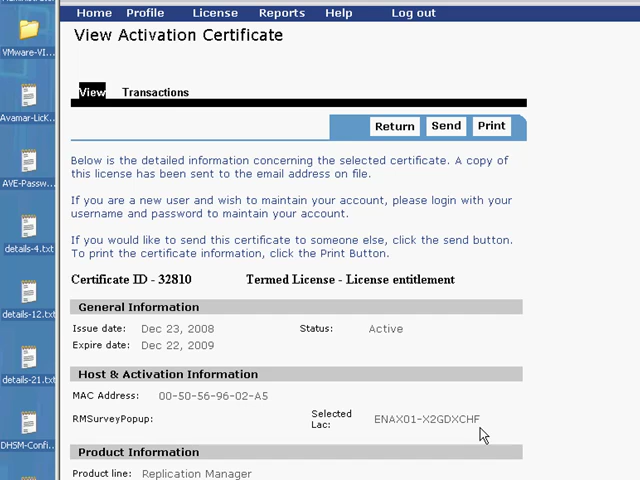 Home Profile License Reports Help Log out
View Activation Certificate
VMware-VI...
View Transactions
Avamar-LicK...
Return Send Print
Below is the detailed information concerning the selected certificate. A copy of
this license has been sent to the email address on file.
AVE-Passw...
If you are a new user and wish to maintain your account, please login with your
username and password to maintain your account.
If you would like to send this certificate to someone else, click the send button.
details-4.txt
To print the certificate information, click the Print Button.
Certificate ID - 32810 Termed License - License entitlement
General Information
details-12.txt
Issue date: Dec 23, 2008 Status: Active
Expire date: Dec 22, 2009
Host & Activation Information
details-21.txt
MAC Address: 00-50-56-96-02-A5
RMSurveyPopup: Selected Lac: ENAX01-X2GDXCHF
DHSM-Confi...
Product Information
Product line: Replication Manager